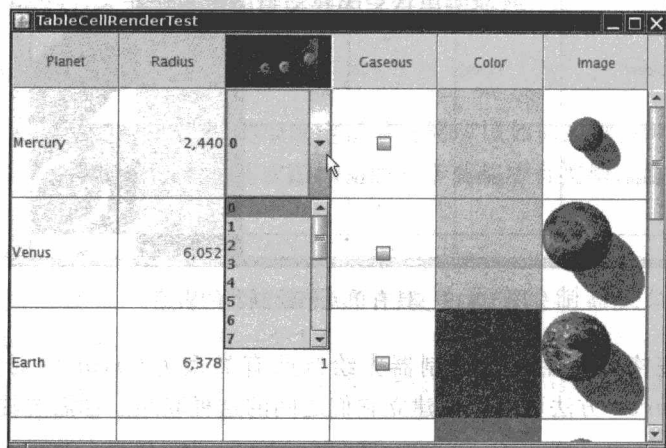 TableCellRenderTest
Planet Radius Gaseous Color Image
Mercury 2,440 0
0
1
Venus 6,052 2
3
4
5
6
7
Earth 6,378 1